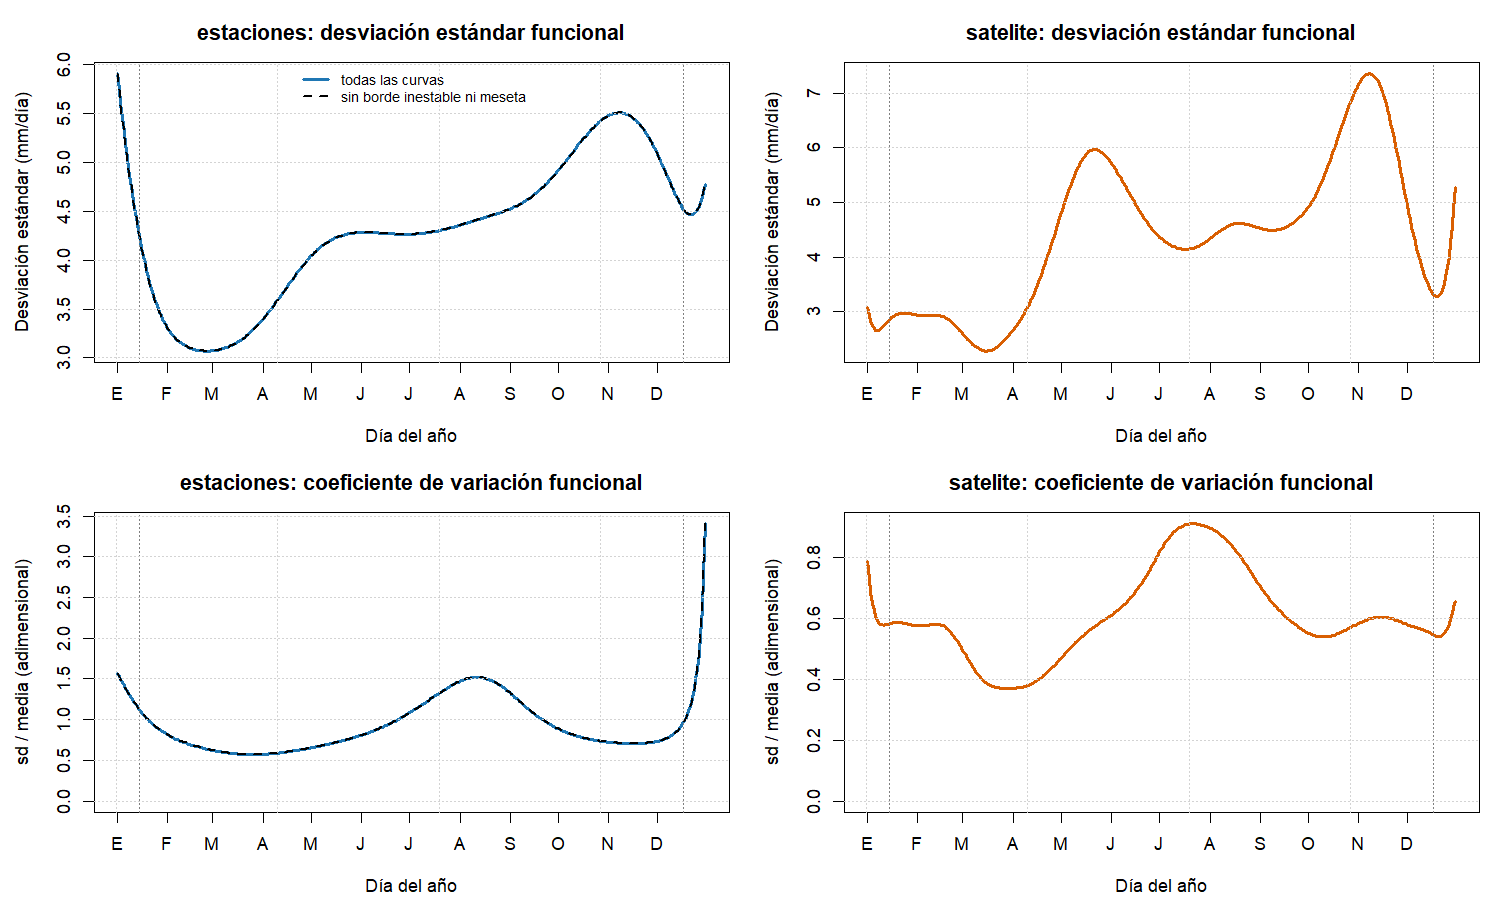 estaciones: desviación estándar funcional
Desviación estándar (mm/día)
6.0
5.5
5.0
4.5
4.0
3.5
3.0
todas las curvas
sin borde inestable ni meseta
E F M A M J J A S O N D
Día del año
satelite: desviación estándar funcional
Desviación estándar (mm/día)
7
6
5
4
3
E F M A M J J A S O N D
Día del año
estaciones: coeficiente de variación funcional
sd / media (adimensional)
3.5
3.0
2.5
2.0
1.5
1.0
0.5
0.0
E F M A M J J A S O N D
Día del año
satelite: coeficiente de variación funcional
sd / media (adimensional)
0.8
0.6
0.4
0.2
0.0
E F M A M J J A S O N D
Día del año